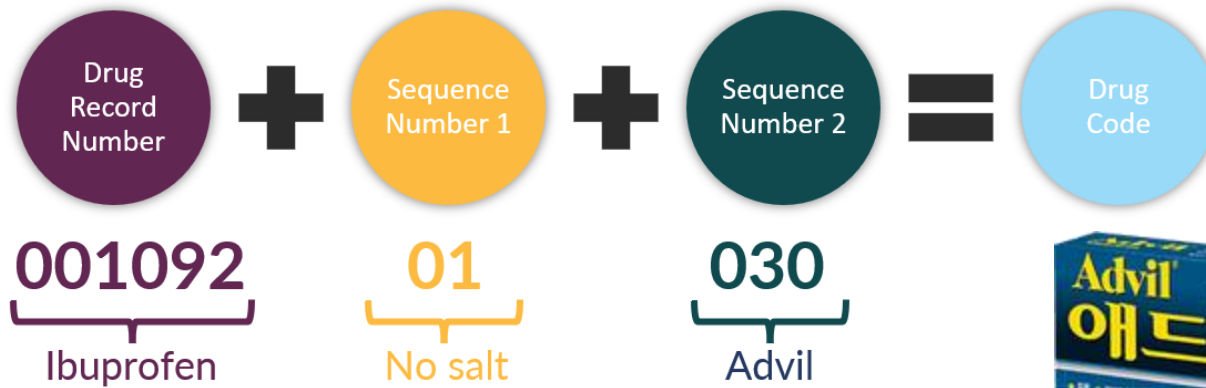 Drug
Record
Number
Sequence
Number 1
Sequence
Number 2
Drug
Code
001092
01
030
Ibuprofen
No salt
Advil
Advil
애드